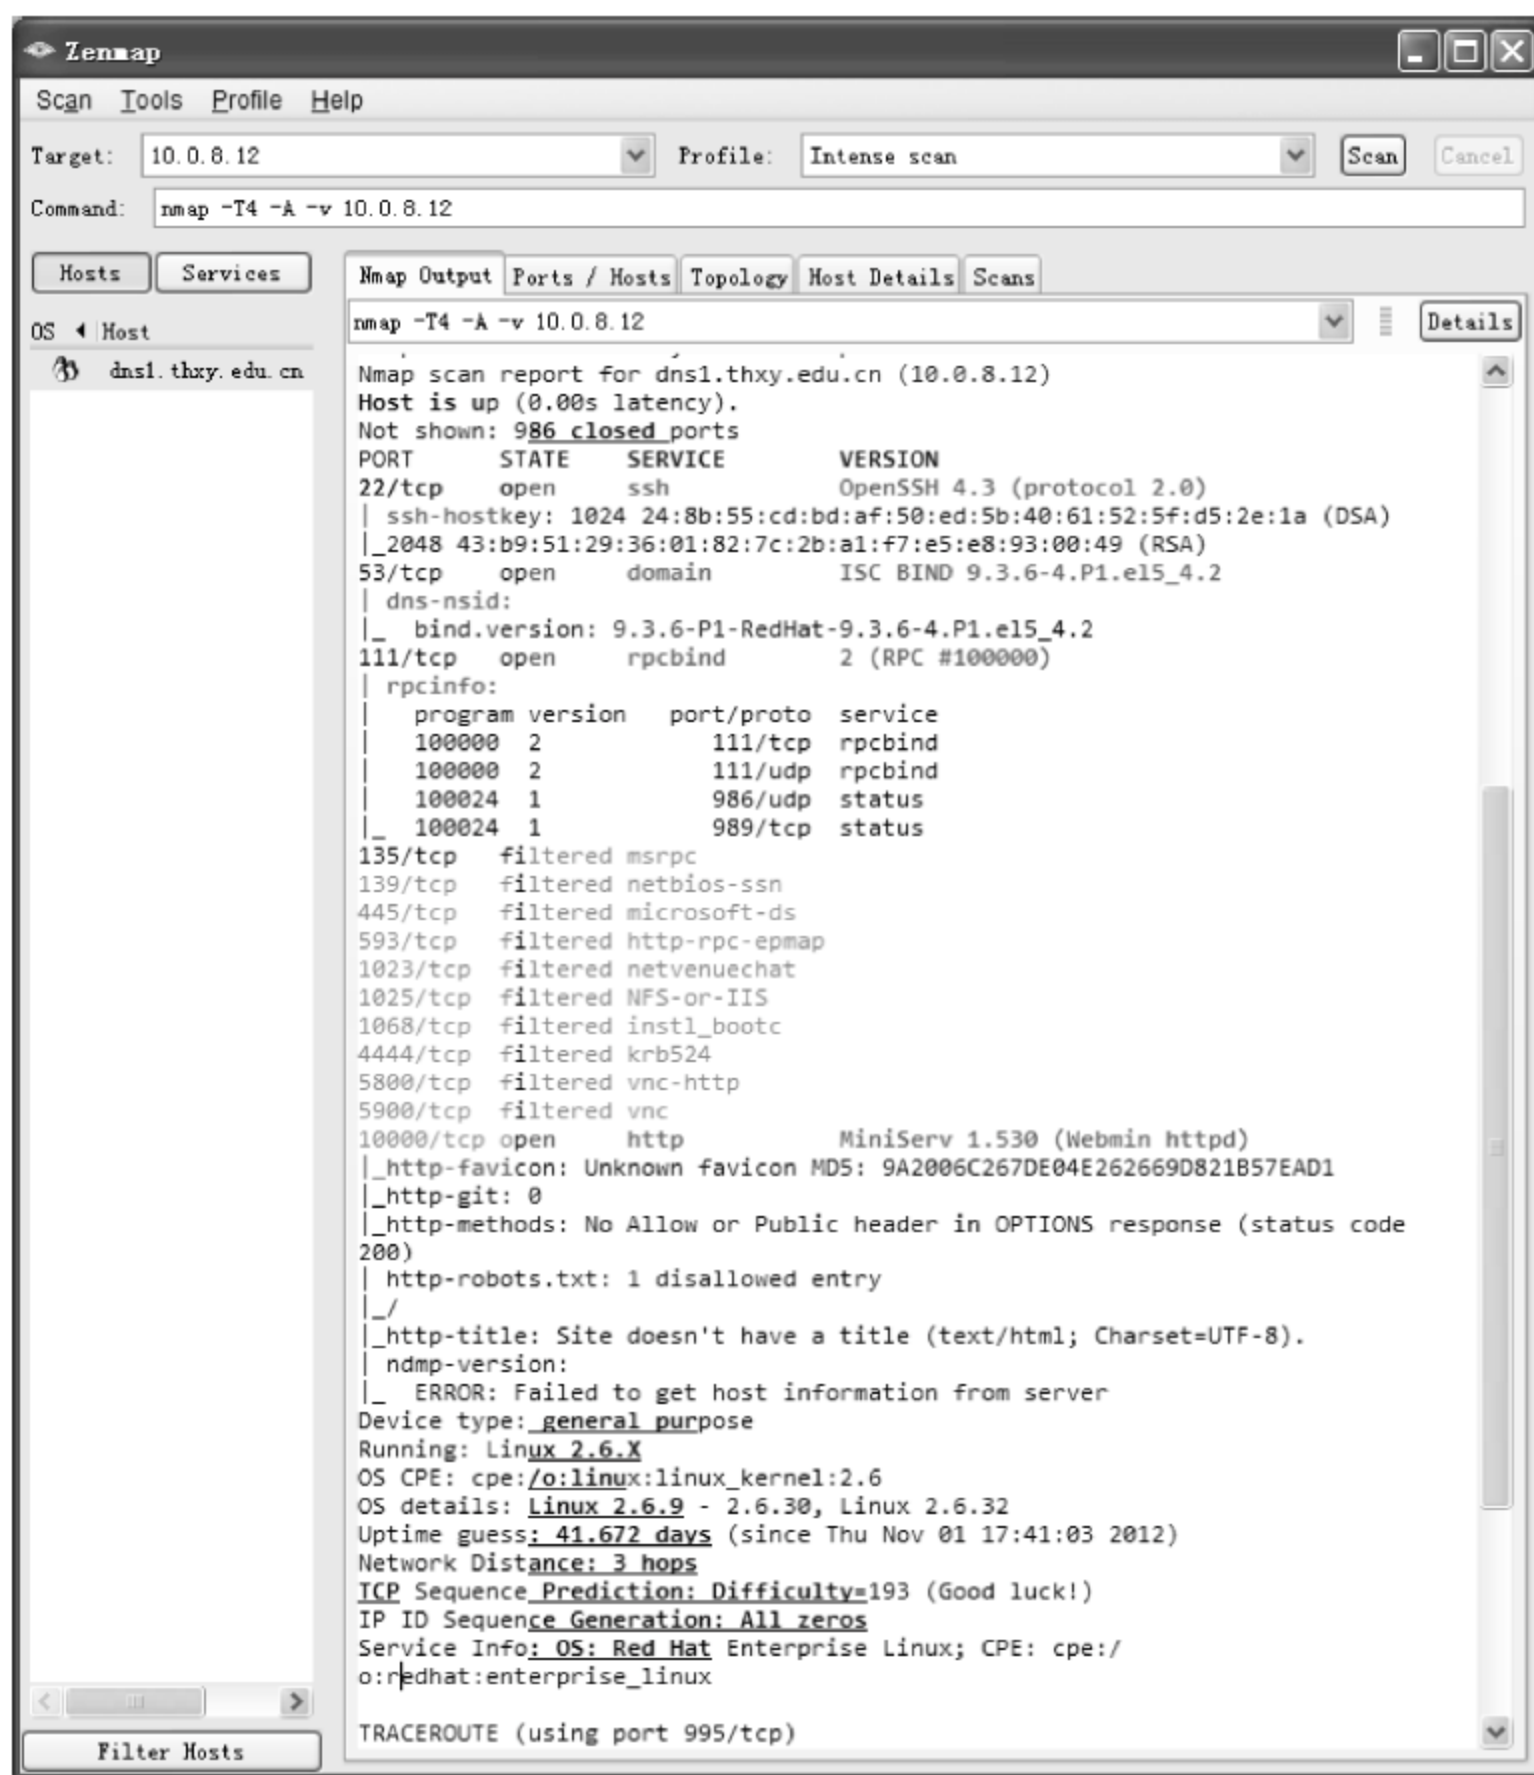 Zenmap
Scan Tools Profile Help
Target: 10.0.8.12 Profile: Intense scan Scan Cancel
Command: nmap -T4 -A -v 10.0.8.12
Hosts Services
OS Host
dns1.thxy.edu.cn
Nmap Output Ports / Hosts Topology Host Details Scans
nmap -T4 -A -v 10.0.8.12 Details
Nmap scan report for dns1.thxy.edu.cn (10.0.8.12)
Host is up (0.00s latency).
Not shown: 986 closed ports
PORT STATE SERVICE VERSION
22/tcp open ssh OpenSSH 4.3 (protocol 2.0)
| ssh-hostkey: 1024 24:8b:55:cd:bd:af:50:ed:5b:40:61:52:5f:d5:2e:1a (DSA)
|_2048 43:b9:51:29:36:01:82:7c:2b:a1:f7:e5:e8:93:00:49 (RSA)
53/tcp open domain ISC BIND 9.3.6-4.P1.el5_4.2
| dns-nsid:
|_ bind.version: 9.3.6-P1-RedHat-9.3.6-4.P1.el5_4.2
111/tcp open rpcbind 2 (RPC #100000)
| rpcinfo:
| program version port/proto service
| 100000 2 111/tcp rpcbind
| 100000 2 111/udp rpcbind
| 100024 1 986/udp status
|_ 100024 1 989/tcp status
135/tcp filtered msrpc
139/tcp filtered netbios-ssn
445/tcp filtered microsoft-ds
593/tcp filtered http-rpc-epmap
1023/tcp filtered netvenuechat
1025/tcp filtered NFS-or-IIS
1068/tcp filtered instl_bootc
4444/tcp filtered krb524
5800/tcp filtered vnc-http
5900/tcp filtered vnc
10000/tcp open http MiniServ 1.530 (Webmin httpd)
|_http-favicon: Unknown favicon MD5: 9A2006C267DE04E262669D821B57EAD1
|_http-git: 0
|_http-methods: No Allow or Public header in OPTIONS response (status code
200)
| http-robots.txt: 1 disallowed entry
|_/
|_http-title: Site doesn't have a title (text/html; Charset=UTF-8).
| ndmp-version:
|_ ERROR: Failed to get host information from server
Device type: general purpose
Running: Linux 2.6.X
OS CPE: cpe:/o:linux:linux_kernel:2.6
OS details: Linux 2.6.9 - 2.6.30, Linux 2.6.32
Uptime guess: 41.672 days (since Thu Nov 01 17:41:03 2012)
Network Distance: 3 hops
TCP Sequence Prediction: Difficulty=193 (Good luck!)
IP ID Sequence Generation: All zeros
Service Info: OS: Red Hat Enterprise Linux; CPE: cpe:/
o:redhat:enterprise_linux
TRACEROUTE (using port 995/tcp)
Filter Hosts